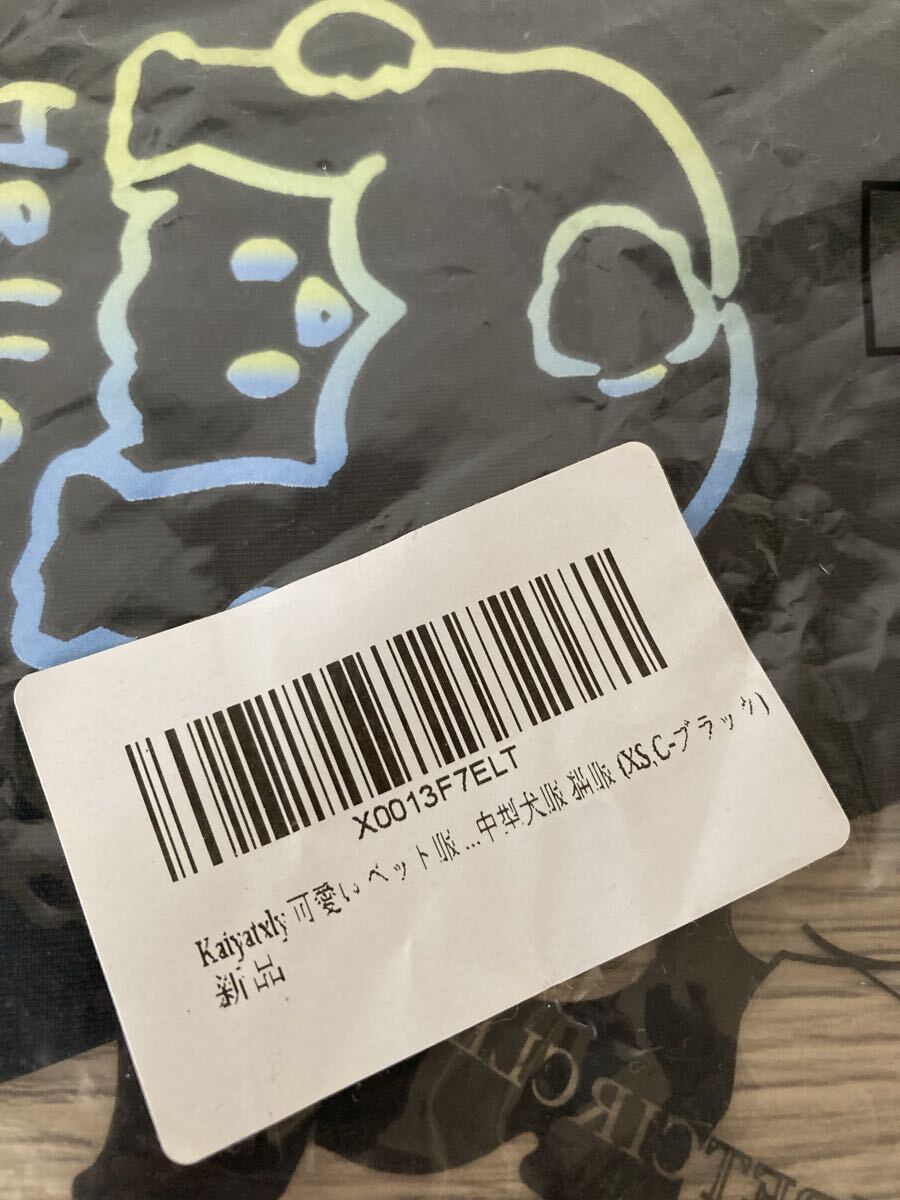 X0013F7ELT
Kaiyatxly 可愛い ペット服 ...中型犬服 猫服 (XS,C-ブラック)
新品
CIRCL